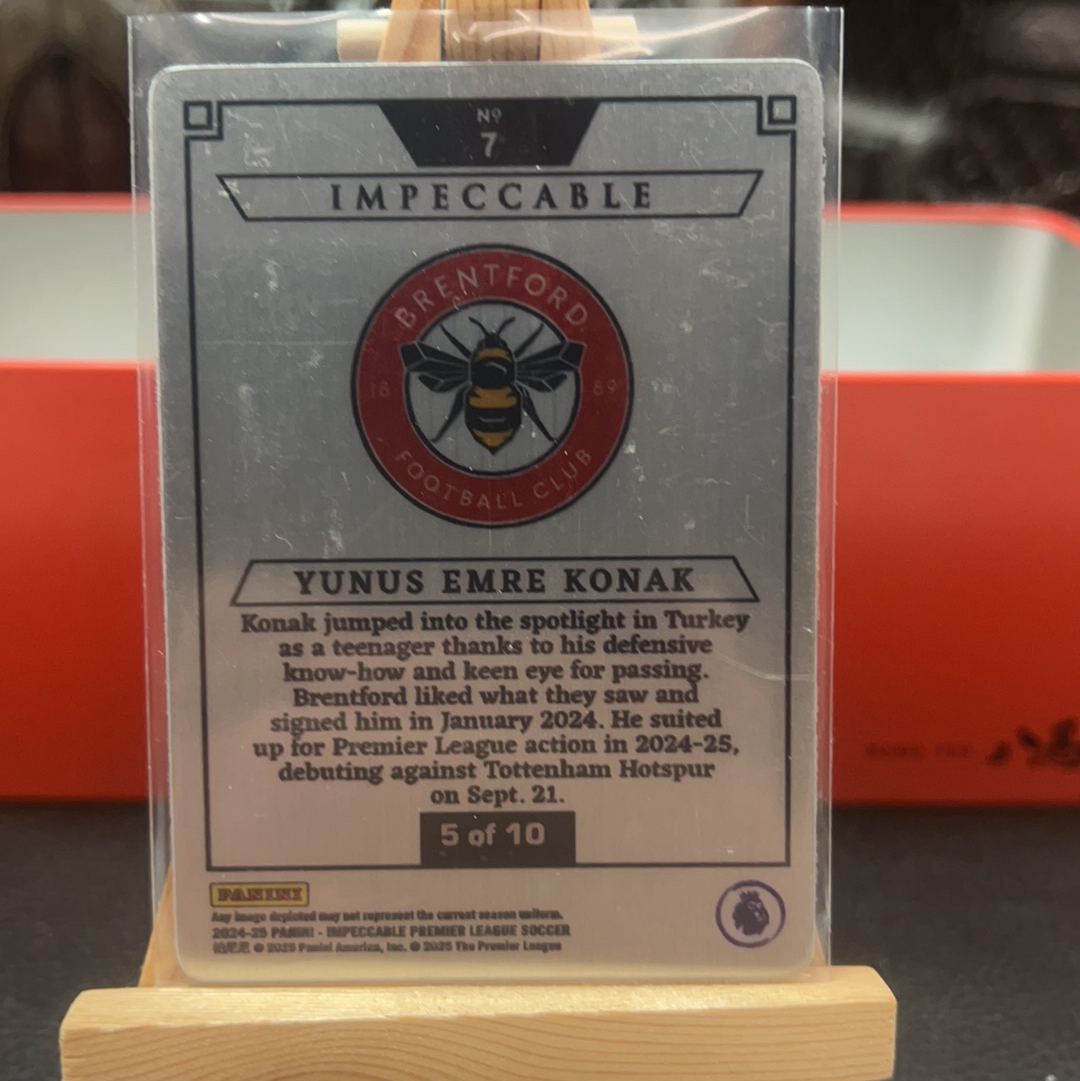 Nº
7
IMPECCABLE
BRENTFORD
18 89
FOOTBALL CLUB
YUNUS EMRE KONAK
Konak jumped into the spotlight in Turkey
as a teenager thanks to his defensive
know-how and keen eye for passing.
Brentford liked what they saw and
signed him in January 2024. He suited
up for Premier League action in 2024-25,
debuting against Tottenham Hotspur
on Sept. 21.
5 of 10
PANINI
Any image depicted may not represent the current season uniform.
2024-25 PANINI - IMPECCABLE PREMIER LEAGUE SOCCER
© 2025 Panini America, Inc. © 2025 The Premier League